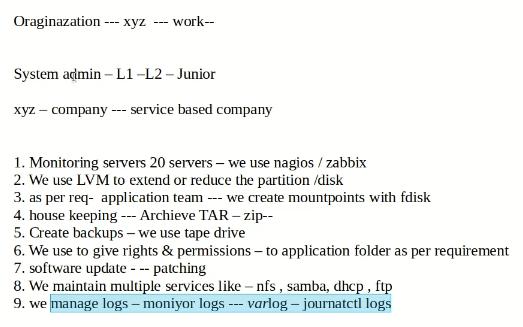 Oraginazation --- xyz --- work--
System admin – L1 –L2 – Junior
xyz – company --- service based company
1. Monitoring servers 20 servers – we use nagios / zabbix
2. We use LVM to extend or reduce the partition /disk
3. as per req- application team --- we create mountpoints with fdisk
4. house keeping --- Archieve TAR – zip--
5. Create backups – we use tape drive
6. We use to give rights & permissions – to application folder as per requirement
7. software update - -- patching
8. We maintain multiple services like – nfs , samba, dhcp , ftp
9. we manage logs – moniyor logs --- varlog – journatctl logs